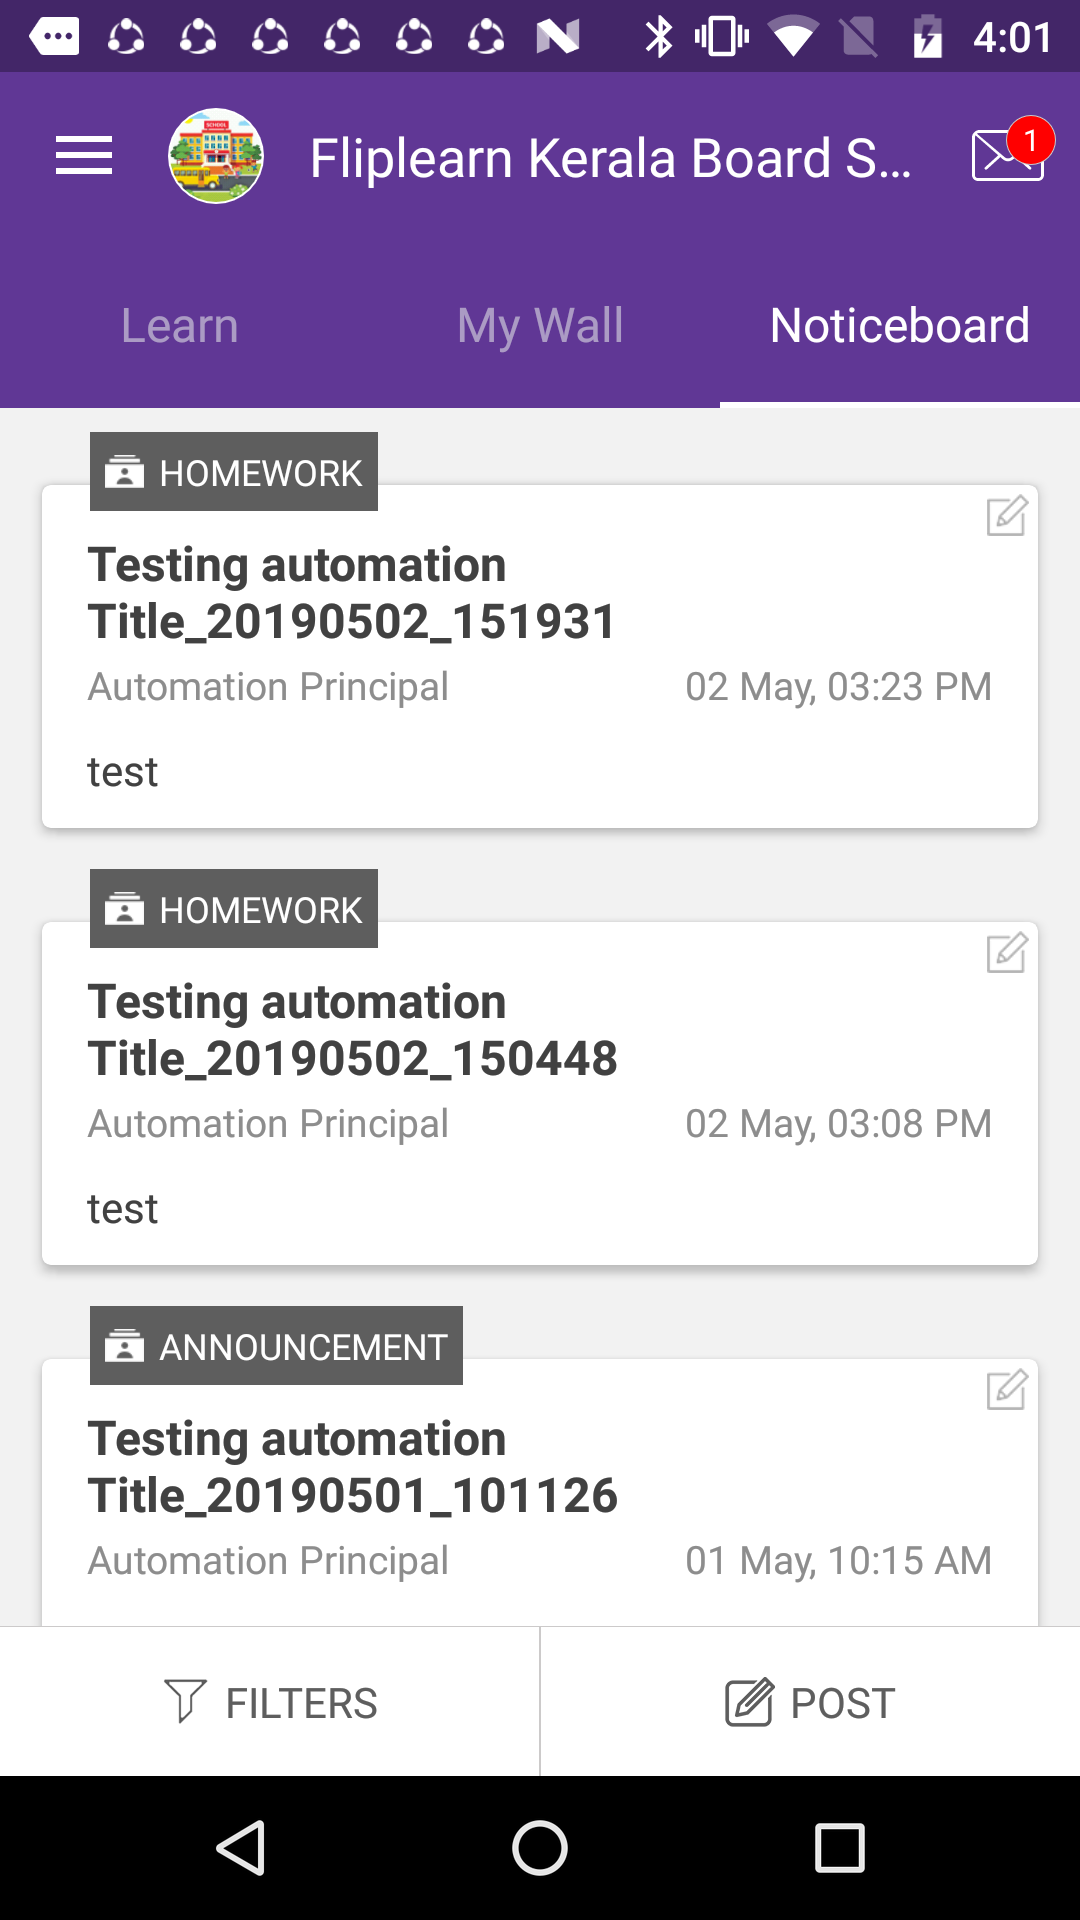 4:01
Fliplearn Kerala Board S...
1
Learn
My Wall
Noticeboard
HOMEWORK
Testing automation
Title_20190502_151931
Automation Principal
02 May, 03:23 PM
test
HOMEWORK
Testing automation
Title_20190502_150448
Automation Principal
02 May, 03:08 PM
test
ANNOUNCEMENT
Testing automation
Title_20190501_101126
Automation Principal
01 May, 10:15 AM
FILTERS
POST